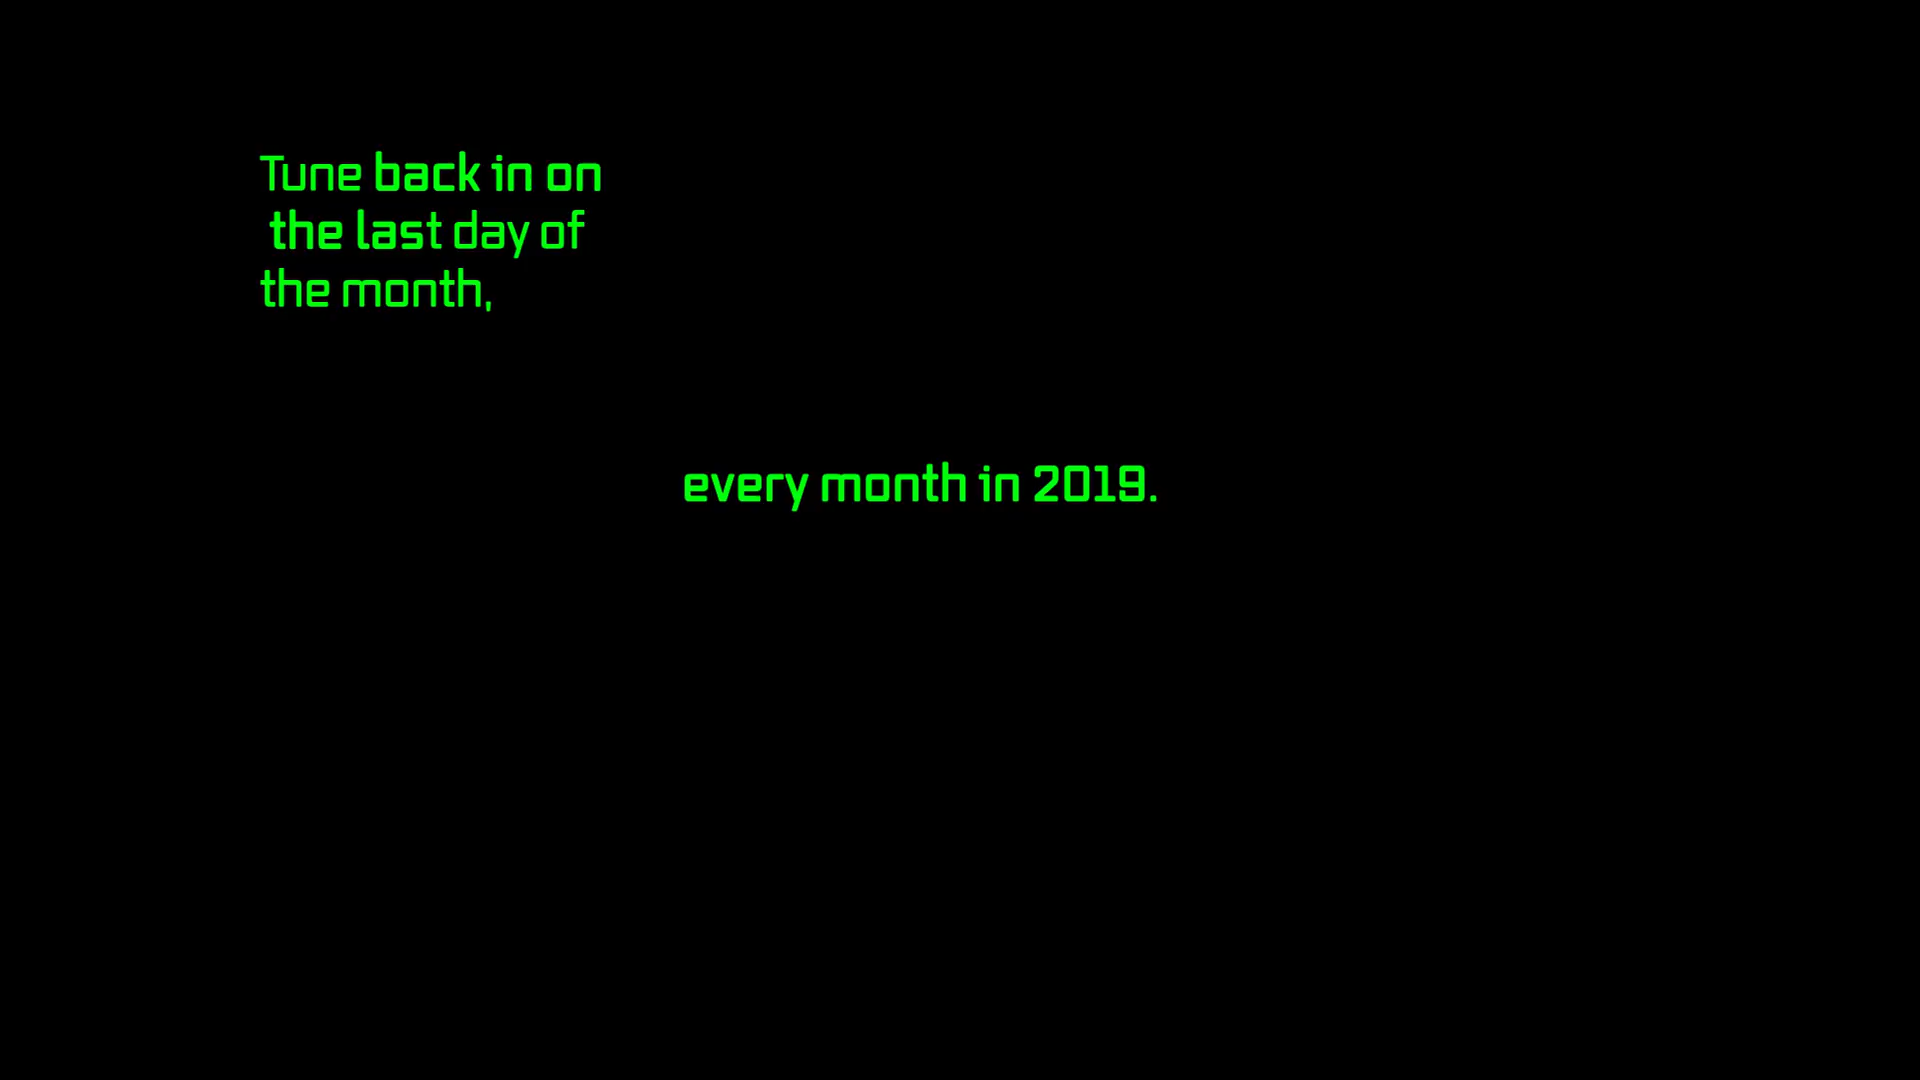 Tune back in on
the last day of
the month,
every month in 2019.